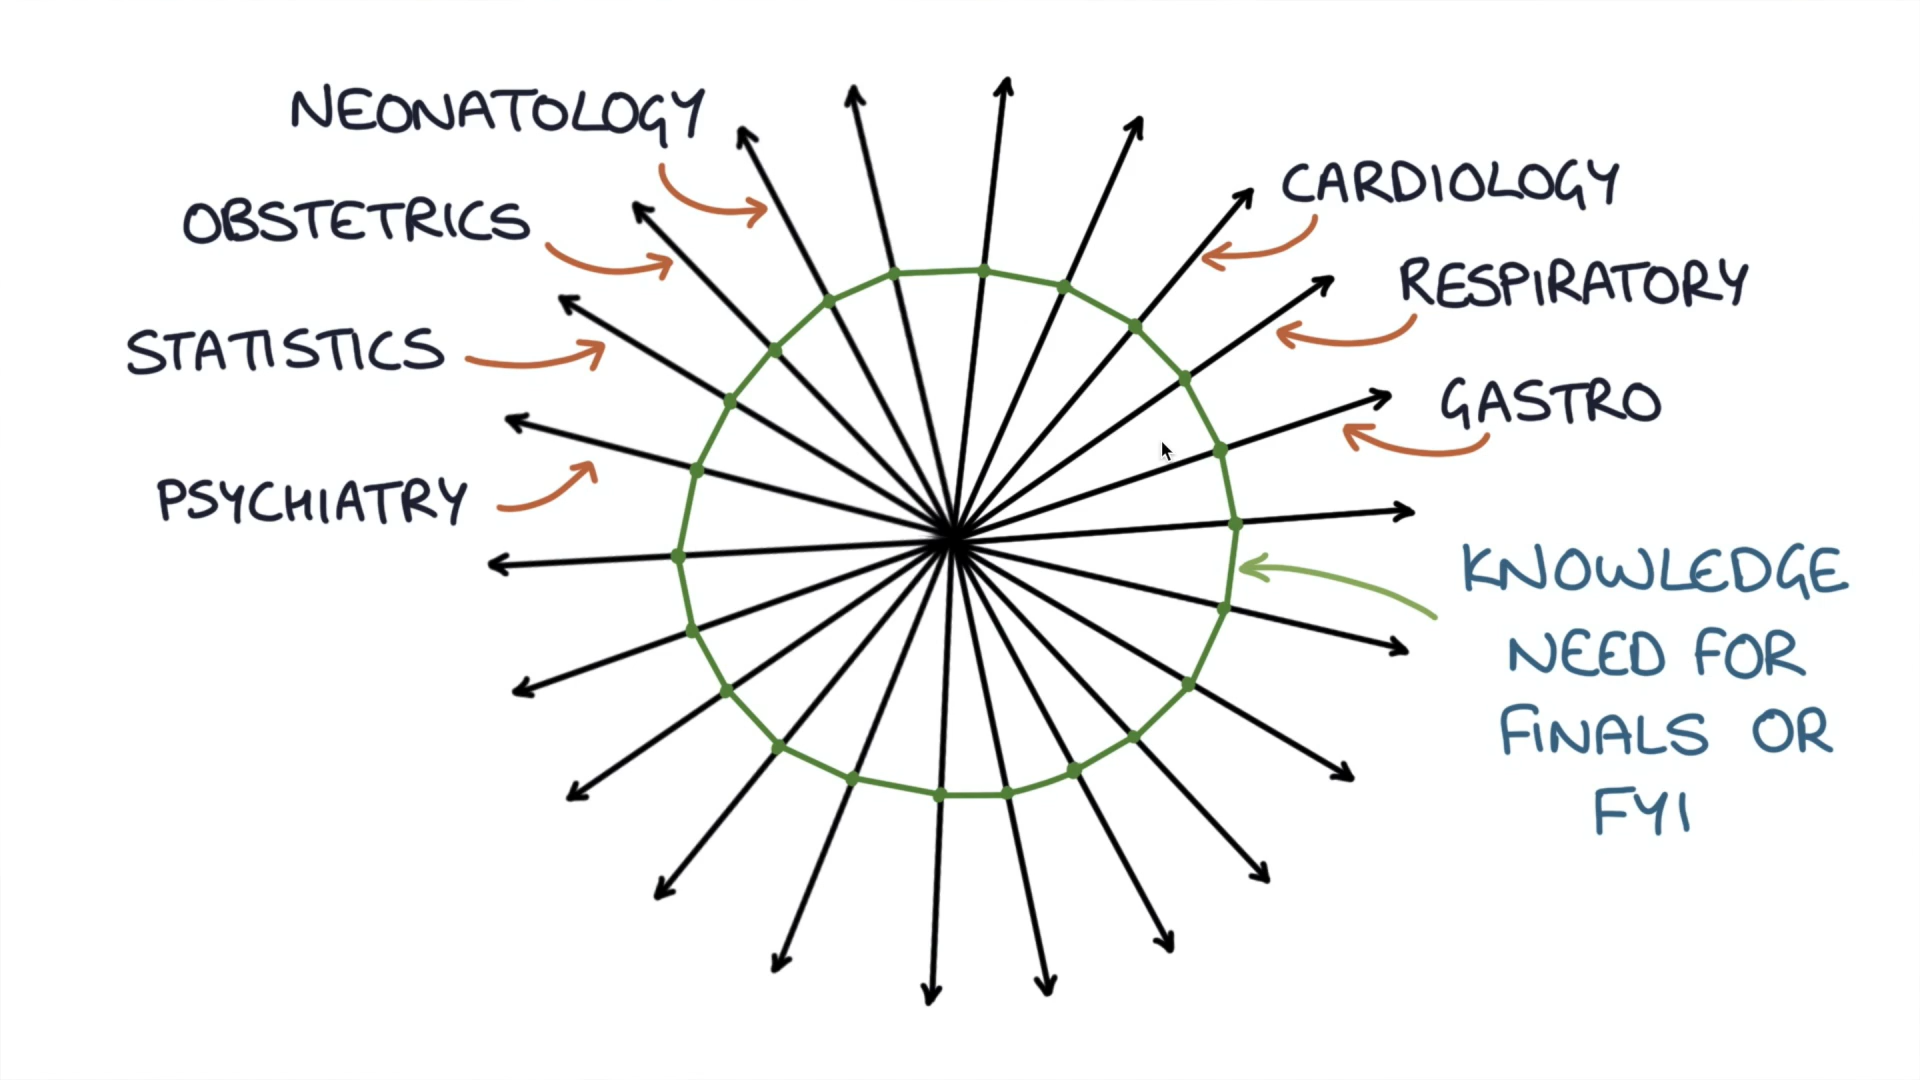 NEONATOLOGY
OBSTETRICS
STATISTICS
PSYCHIATRY
CARDIOLOGY
RESPIRATORY
GASTRO
KNOWLEDGE
NEED FOR
FINALS OR
FY1